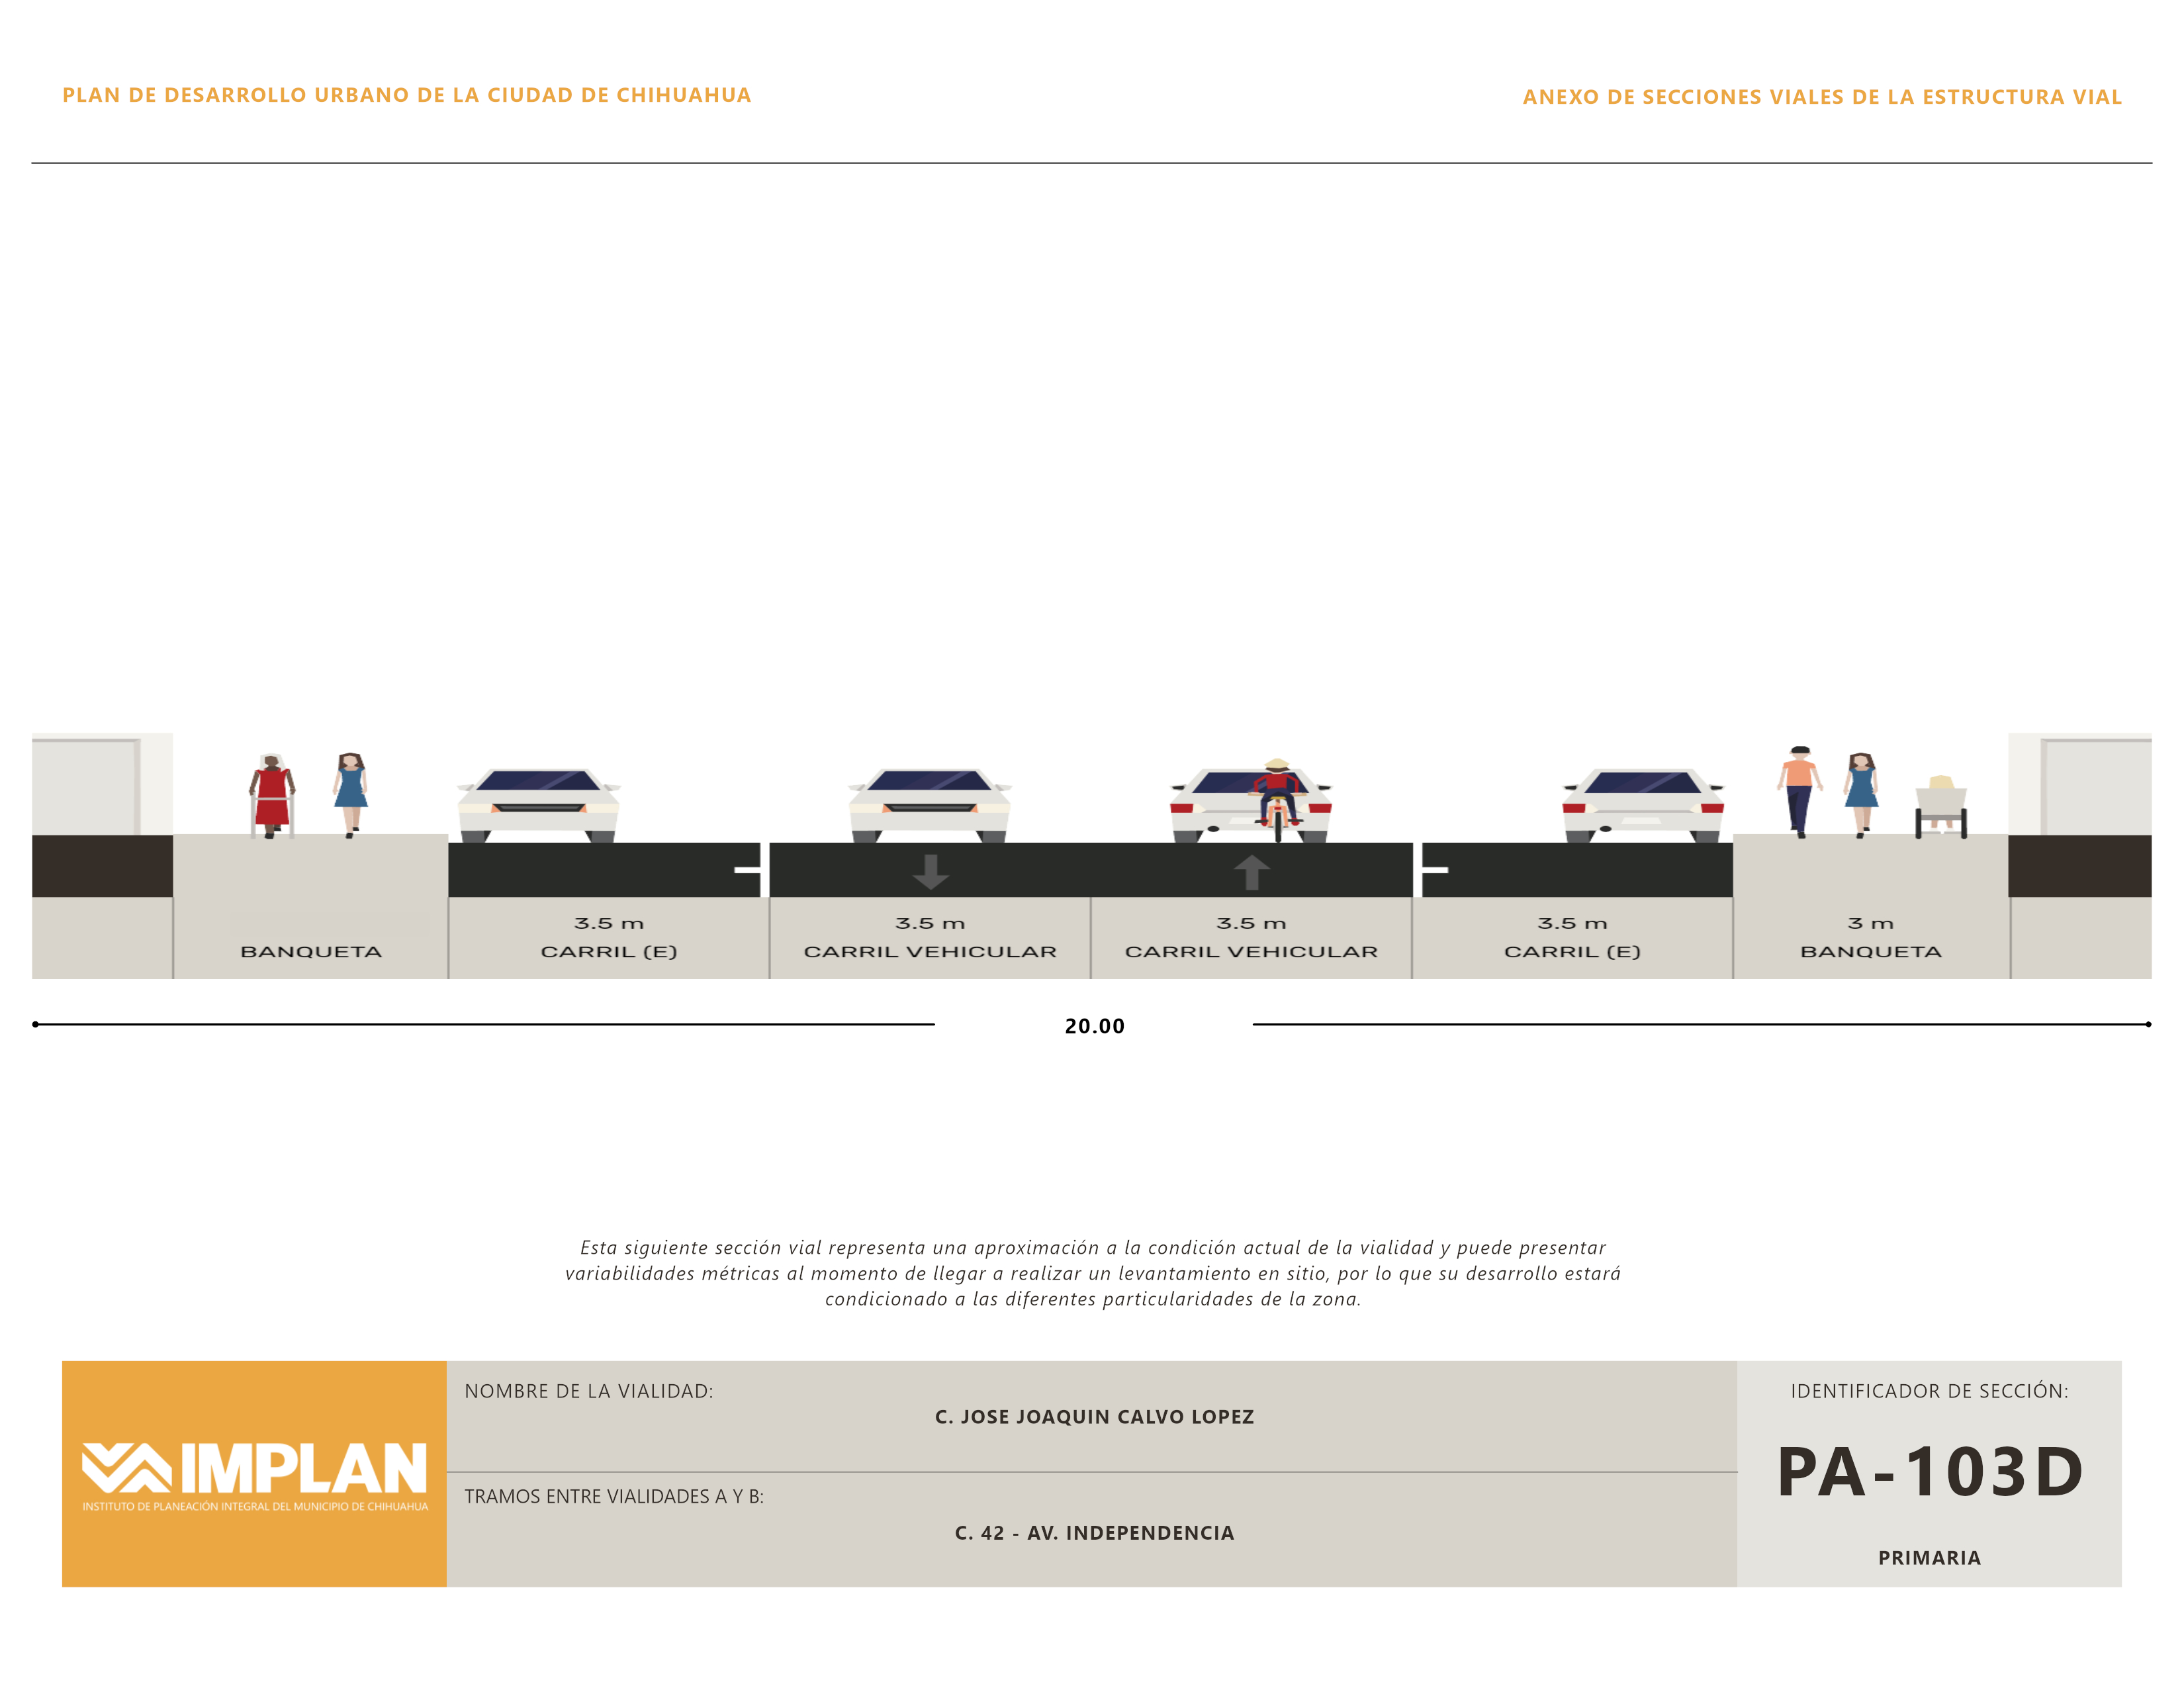 PLAN DE DESARROLLO URBANO DE LA CIUDAD DE CHIHUAHUA
ANEXO DE SECCIONES VIALES DE LA ESTRUCTURA VIAL
BANQUETA
3.5 m
CARRIL (E)
3.5 m
CARRIL VEHICULAR
3.5 m
CARRIL VEHICULAR
3.5 m
CARRIL (E)
3 m
BANQUETA
20.00
Esta siguiente sección vial representa una aproximación a la condición actual de la vialidad y puede presentar
variabilidades métricas al momento de llegar a realizar un levantamiento en sitio, por lo que su desarrollo estará
condicionado a las diferentes particularidades de la zona.
IMPLAN
INSTITUTO DE PLANEACIÓN INTEGRAL DEL MUNICIPIO DE CHIHUAHUA
NOMBRE DE LA VIALIDAD:
C. JOSE JOAQUIN CALVO LOPEZ
TRAMOS ENTRE VIALIDADES A Y B:
C. 42 - AV. INDEPENDENCIA
IDENTIFICADOR DE SECCIÓN:
PA-103D
PRIMARIA